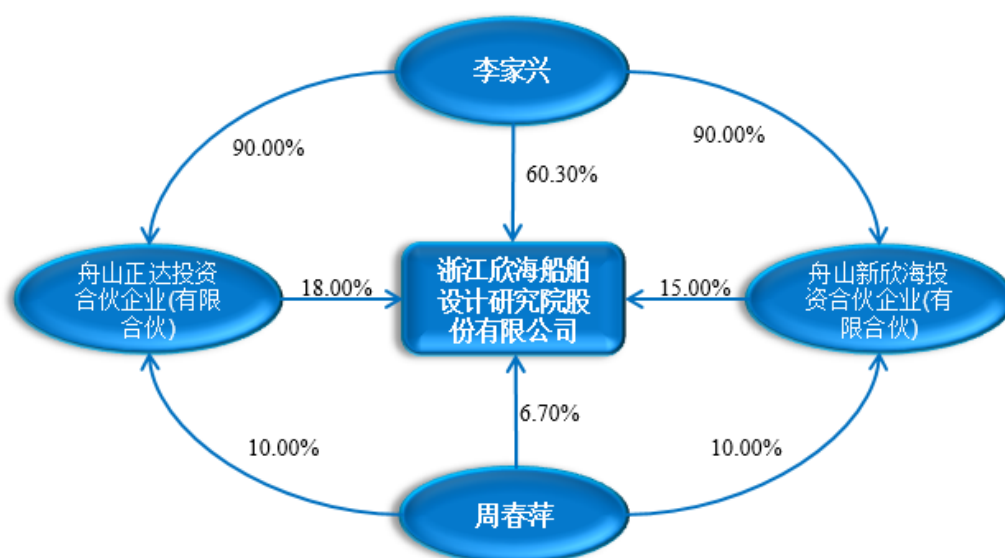 李家兴
90.00%
90.00%
60.30%
舟山正达投资
合伙企业(有限
合伙)
18.00%
浙江欣海船舶
设计研究院股
份有限公司
15.00%
舟山新欣海投
资合伙企业(有
限合伙)
6.70%
10.00%
10.00%
周春萍